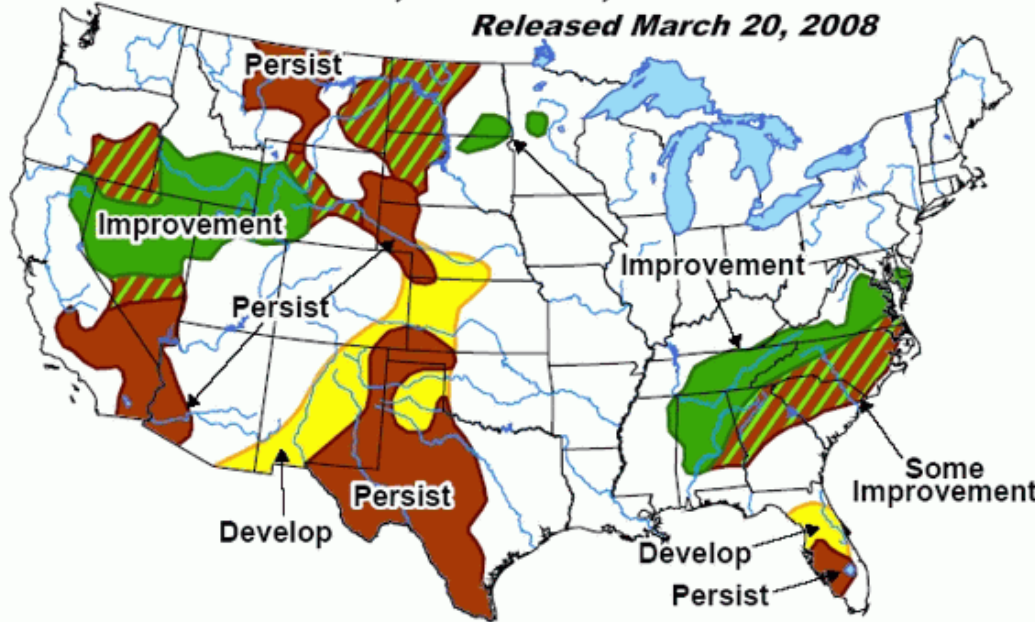 Released March 20, 2008
Persist
Improvement
Improvement
Persist
Persist
Some
Improvement
Develop
Develop
Persist